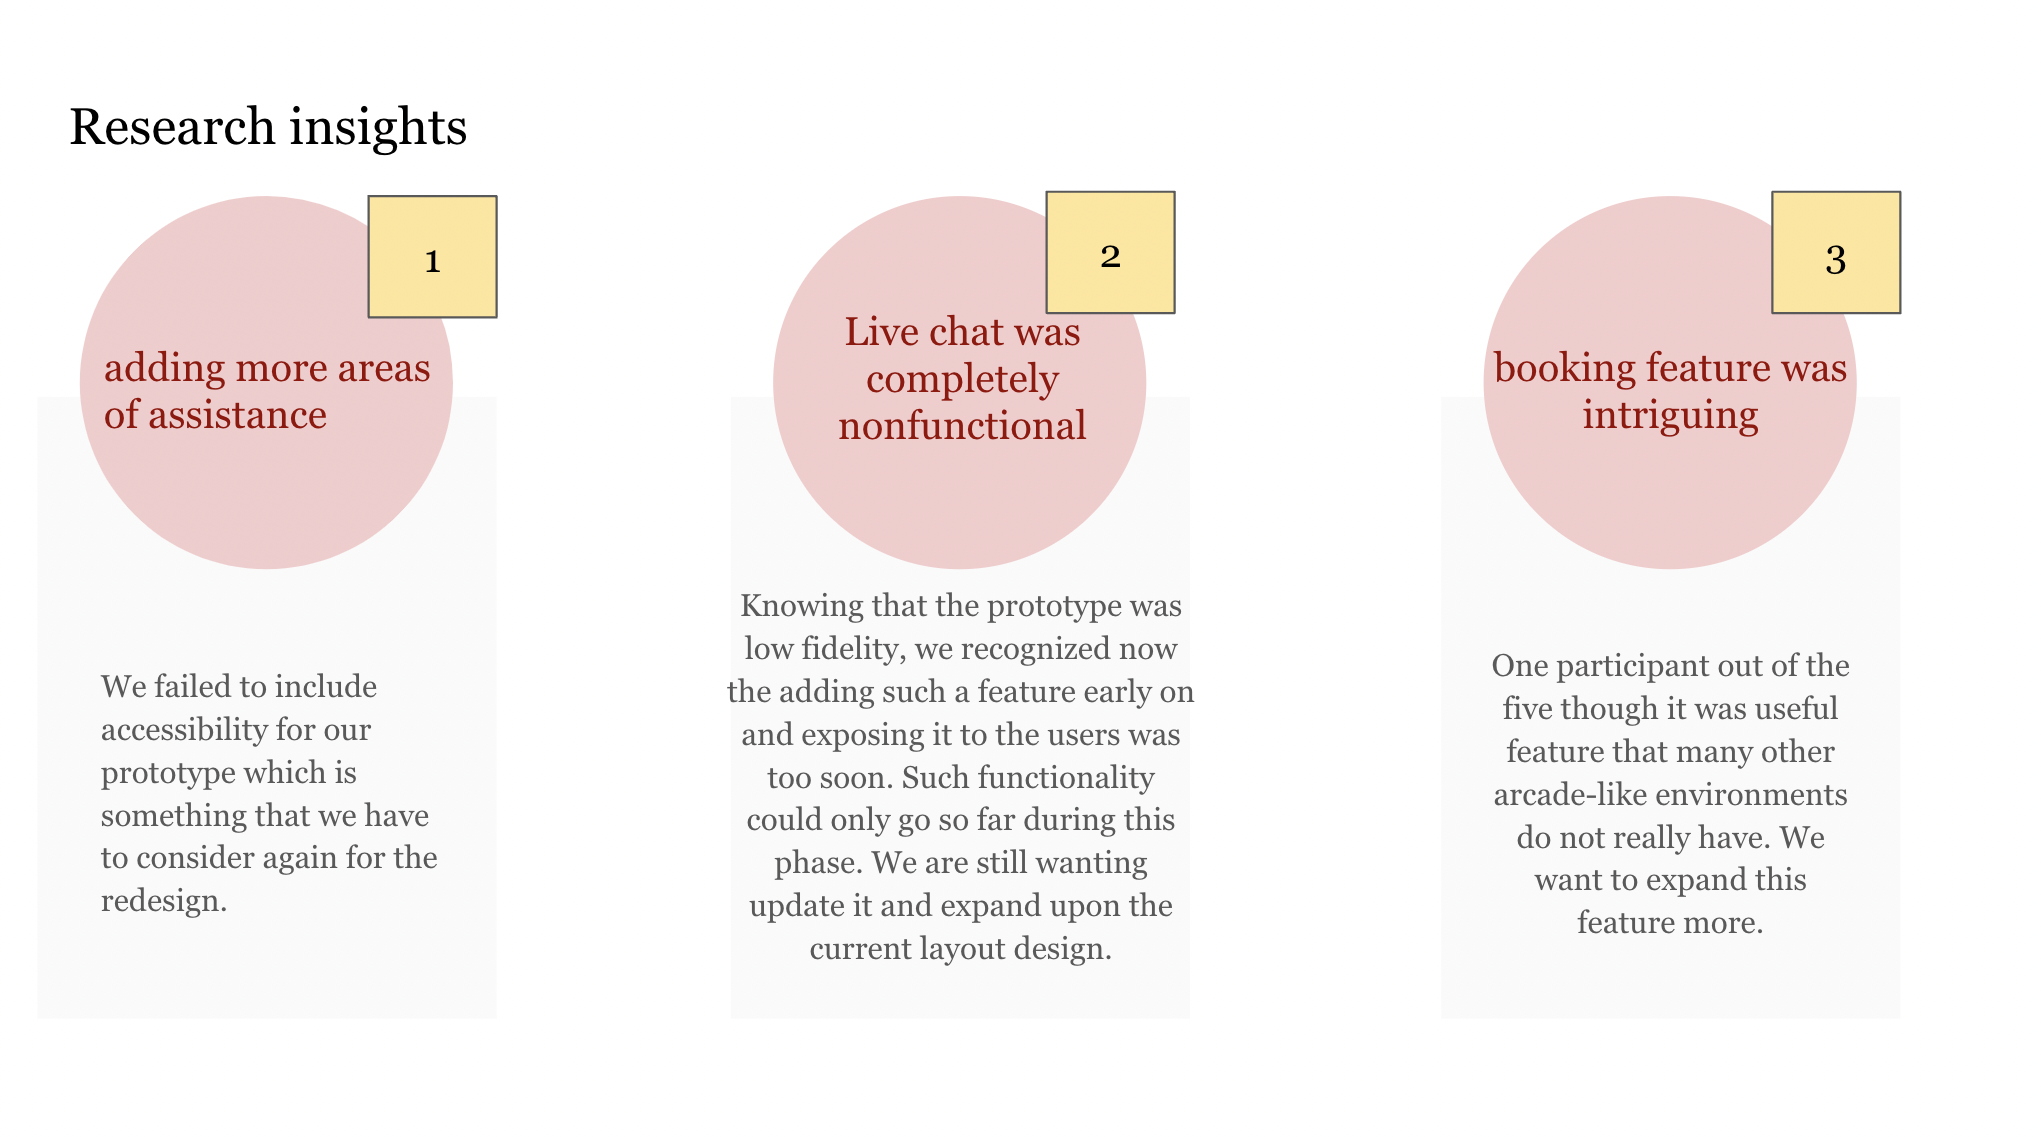 Research insights
1
adding more areas
of assistance
We failed to include
accessibility for our
prototype which is
something that we have
to consider again for the
redesign.
2
Live chat was
completely
nonfunctional
Knowing that the prototype was
low fidelity, we recognized now
the adding such a feature early on
and exposing it to the users was
too soon. Such functionality
could only go so far during this
phase. We are still wanting
update it and expand upon the
current layout design.
3
booking feature was
intriguing
One participant out of the
five though it was useful
feature that many other
arcade-like environments
do not really have. We
want to expand this
feature more.